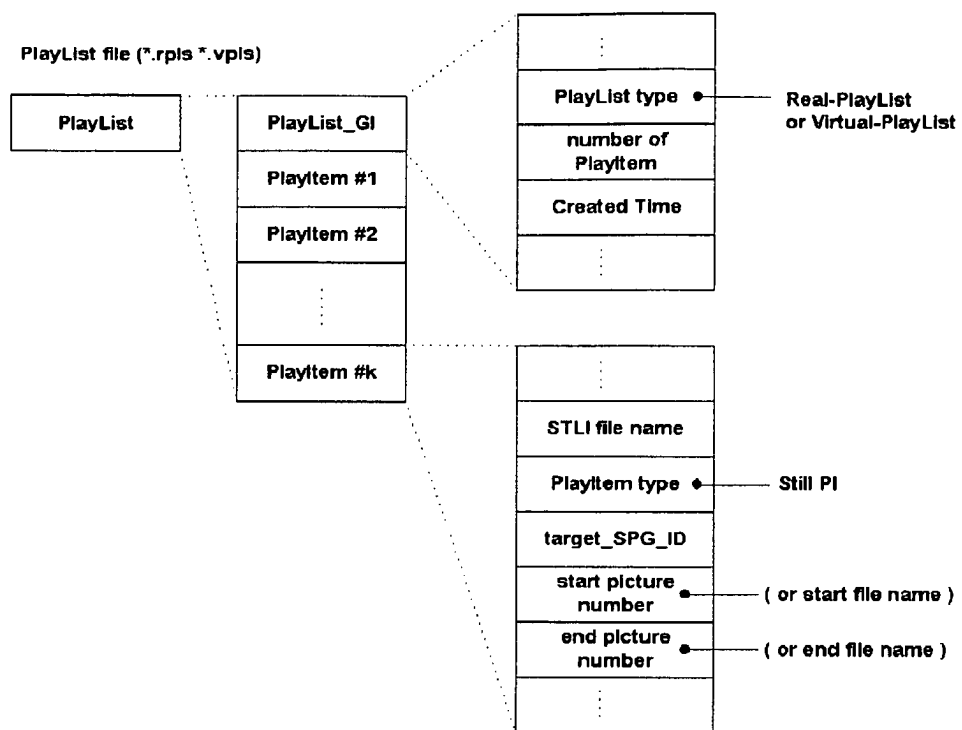 PlayList file (*.rpls *.vpls)
PlayList
PlayList_GI
PlayItem #1
PlayItem #2
PlayItem #k
PlayList type
Real-PlayList
or Virtual-PlayList
number of
PlayItem
Created Time
STLI file name
PlayItem type
Still PI
target_SPG_ID
start picture
number
( or start file name )
end picture
number
( or end file name )